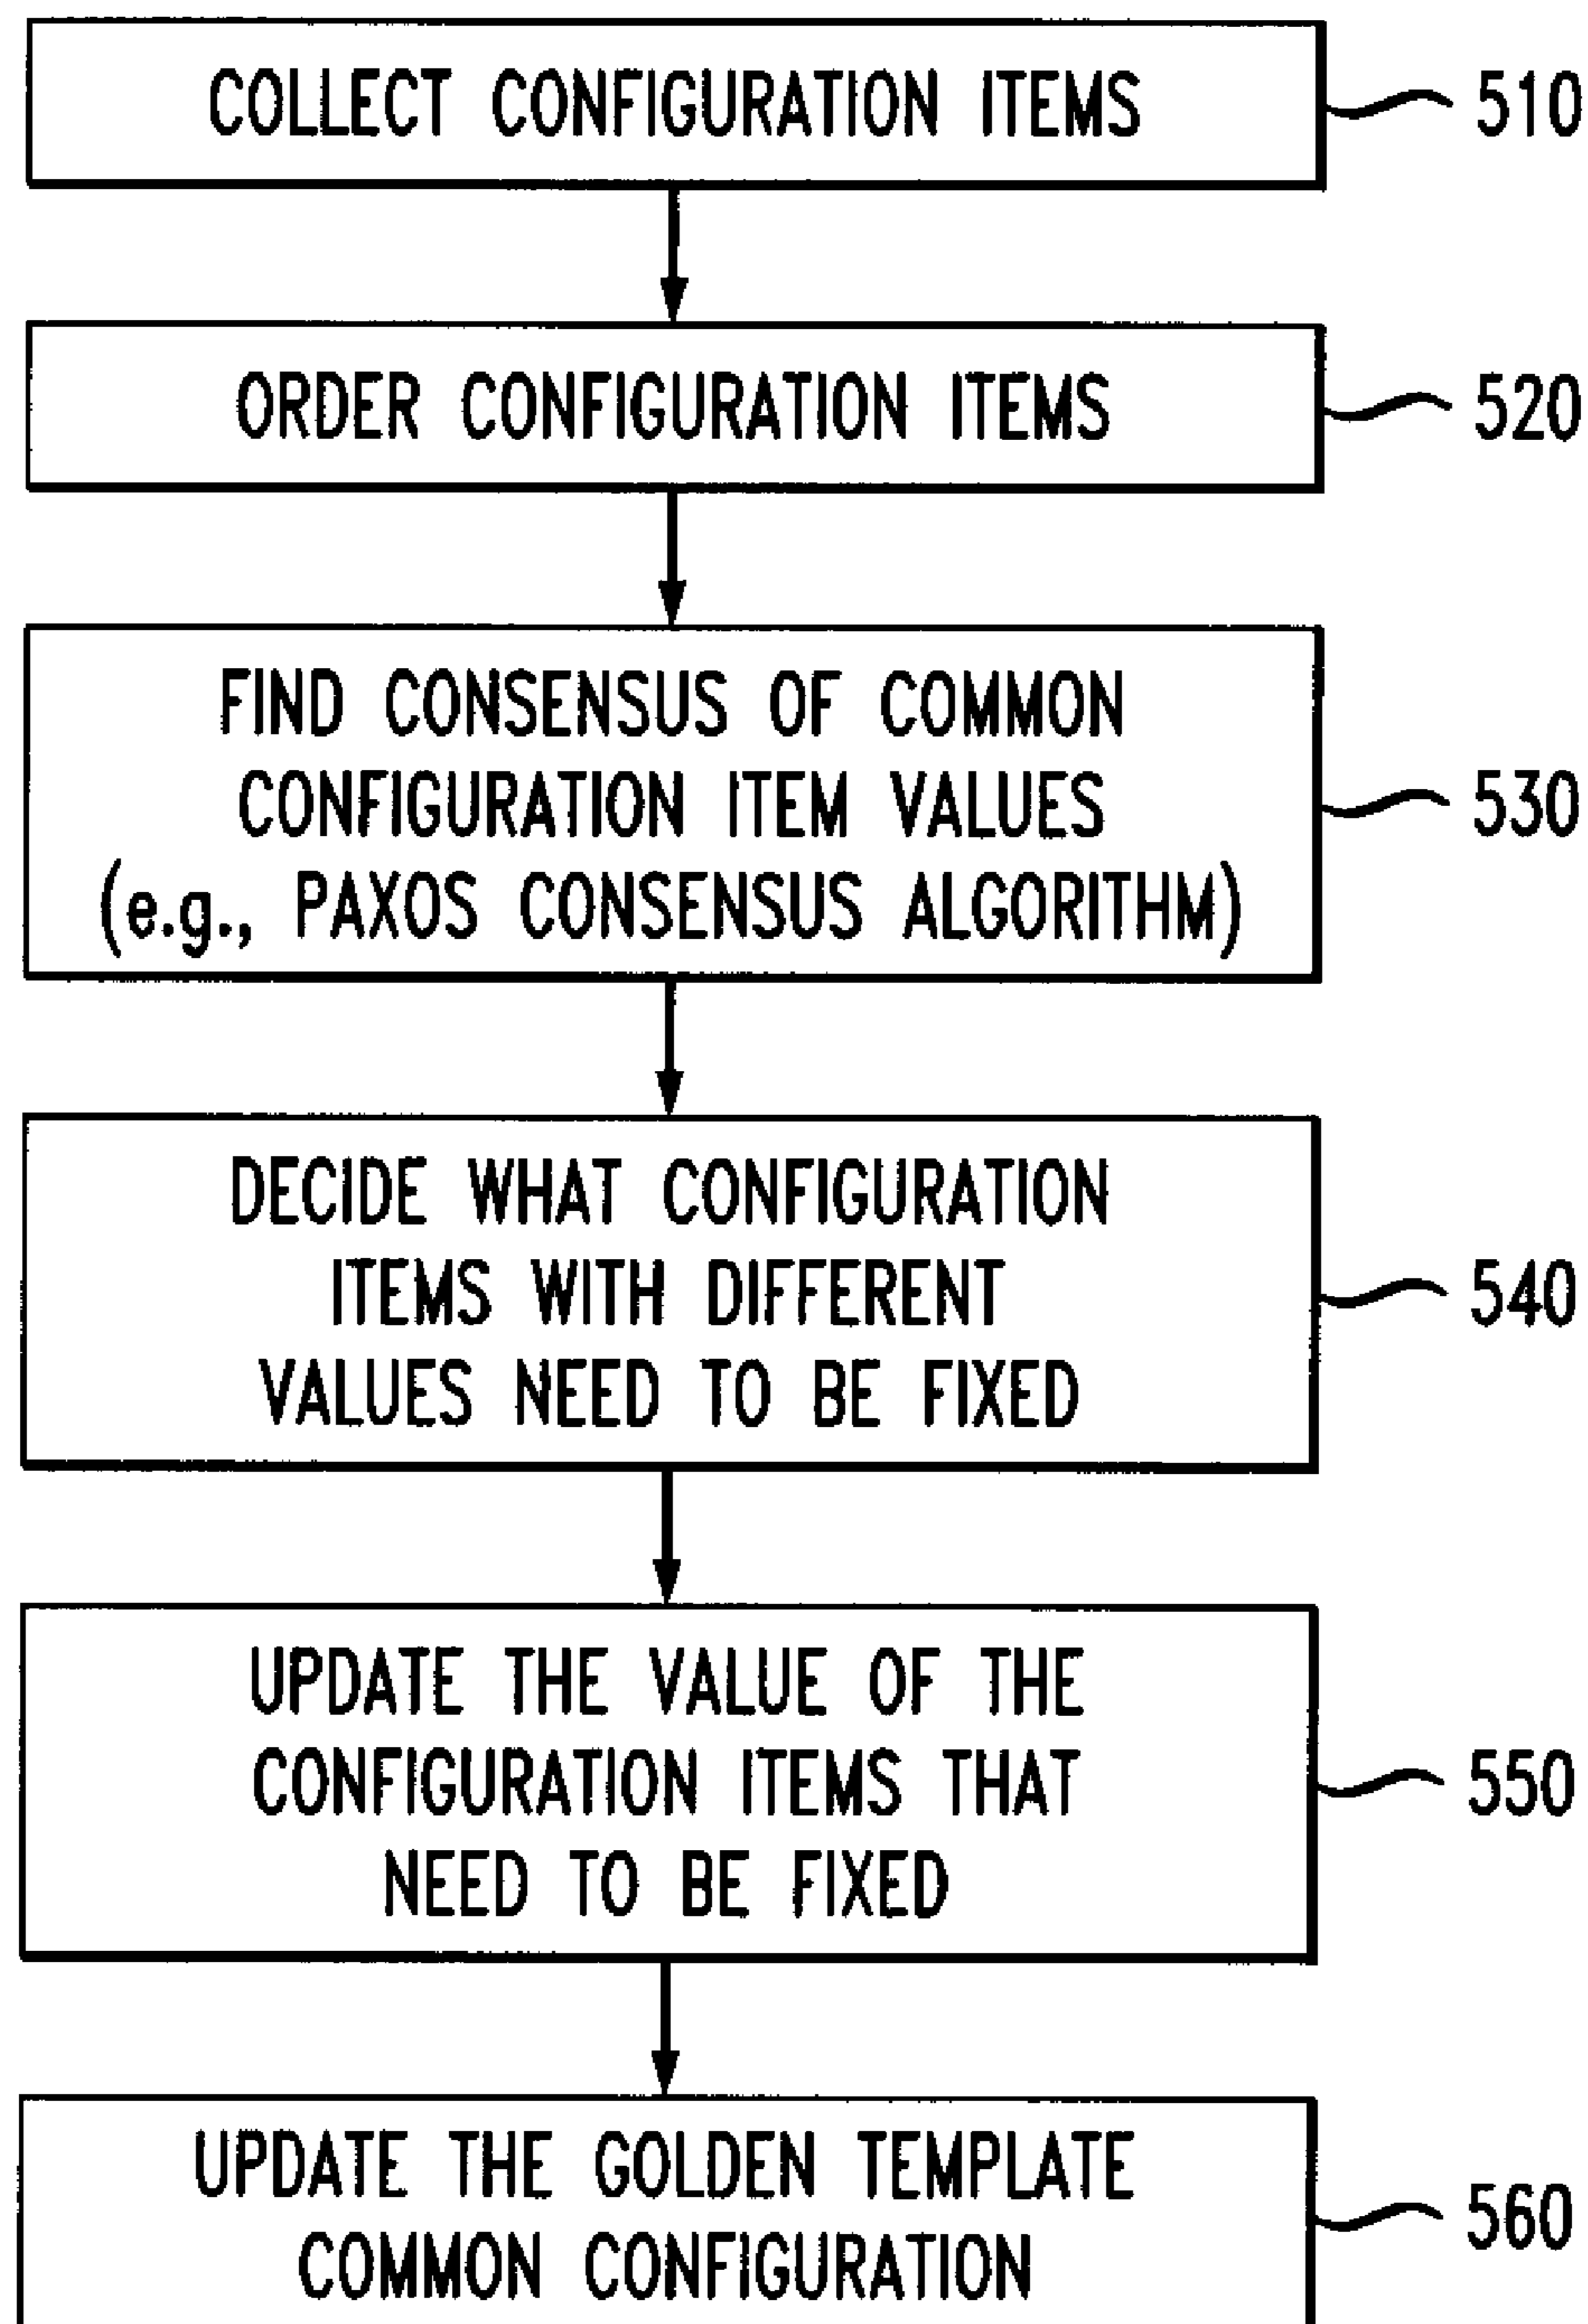 COLLECT CONFIGURATION ITEMS
510
ORDER CONFIGURATION ITEMS
520
FIND CONSENSUS OF COMMON
CONFIGURATION ITEM VALUES
(e.g., PAXOS CONSENSUS ALGORITHM)
530
DECIDE WHAT CONFIGURATION
ITEMS WITH DIFFERENT
VALUES NEED TO BE FIXED
540
UPDATE THE VALUE OF THE
CONFIGURATION ITEMS THAT
NEED TO BE FIXED
550
UPDATE THE GOLDEN TEMPLATE
COMMON CONFIGURATION
560